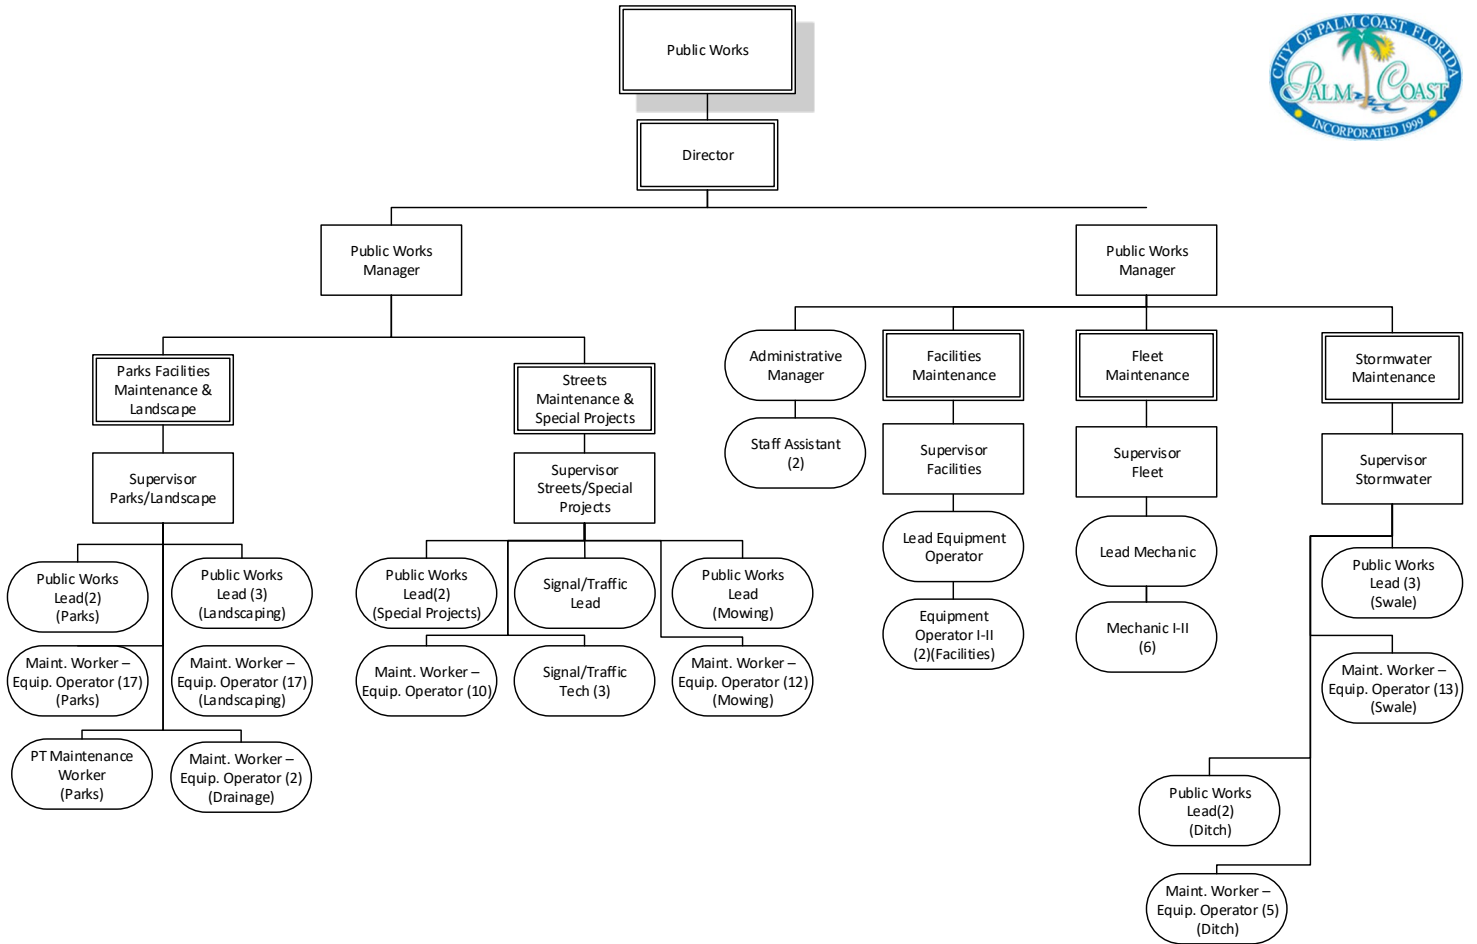 Public Works
CITY OF PALM COAST, FLORIDA
PALM COAST
INCORPORATED 1999
Director
Public Works
Manager
Public Works
Manager
Parks Facilities
Maintenance &
Landscape
Streets
Maintenance &
Special Projects
Administrative
Manager
Facilities
Maintenance
Fleet
Maintenance
Stormwater
Maintenance
Supervisor
Parks/Landscape
Supervisor
Streets/Special
Projects
Staff Assistant
(2)
Supervisor
Facilities
Supervisor
Fleet
Supervisor
Stormwater
Public Works
Lead(2)
(Parks)
Public Works
Lead (3)
(Landscaping)
Public Works
Lead(2)
(Special Projects)
Signal/Traffic
Lead
Public Works
Lead
(Mowing)
Lead Equipment
Operator
Lead Mechanic
Public Works
Lead (3)
(Swale)
Maint. Worker –
Equip. Operator (17)
(Parks)
Maint. Worker –
Equip. Operator (17)
(Landscaping)
Maint. Worker –
Equip. Operator (10)
Signal/Traffic
Tech (3)
Maint. Worker –
Equip. Operator (12)
(Mowing)
Equipment
Operator I-II
(2)(Facilities)
Mechanic I-II
(6)
Maint. Worker –
Equip. Operator (13)
(Swale)
PT Maintenance
Worker
(Parks)
Maint. Worker –
Equip. Operator (2)
(Drainage)
Public Works
Lead(2)
(Ditch)
Maint. Worker –
Equip. Operator (5)
(Ditch)